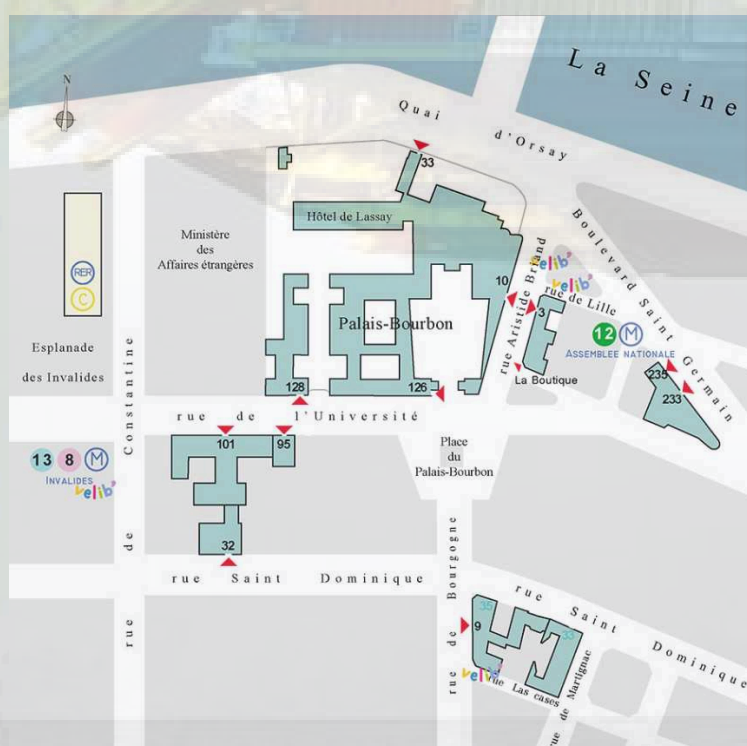 La Seine
N
Quai d'Orsay
33
Hôtel de Lassay
Boulevard Saint Germain
Ministère
des
Affaires étrangères
RER
C
velib'
velib'
10
rue Aristide Briand
rue de Lille
3
Palais-Bourbon
12 M
ASSEMBLEE NATIONALE
Esplanade
des Invalides
235
233
La Boutique
128
126
rue de l'Université
rue de Constantine
101
95
Place
du
Palais-Bourbon
13 8 M
INVALIDES
velib'
32
rue de Bourgogne
rue Saint Dominique
rue Saint Dominique
35
33
9
velib'
rue Las cases
rue de Martignac